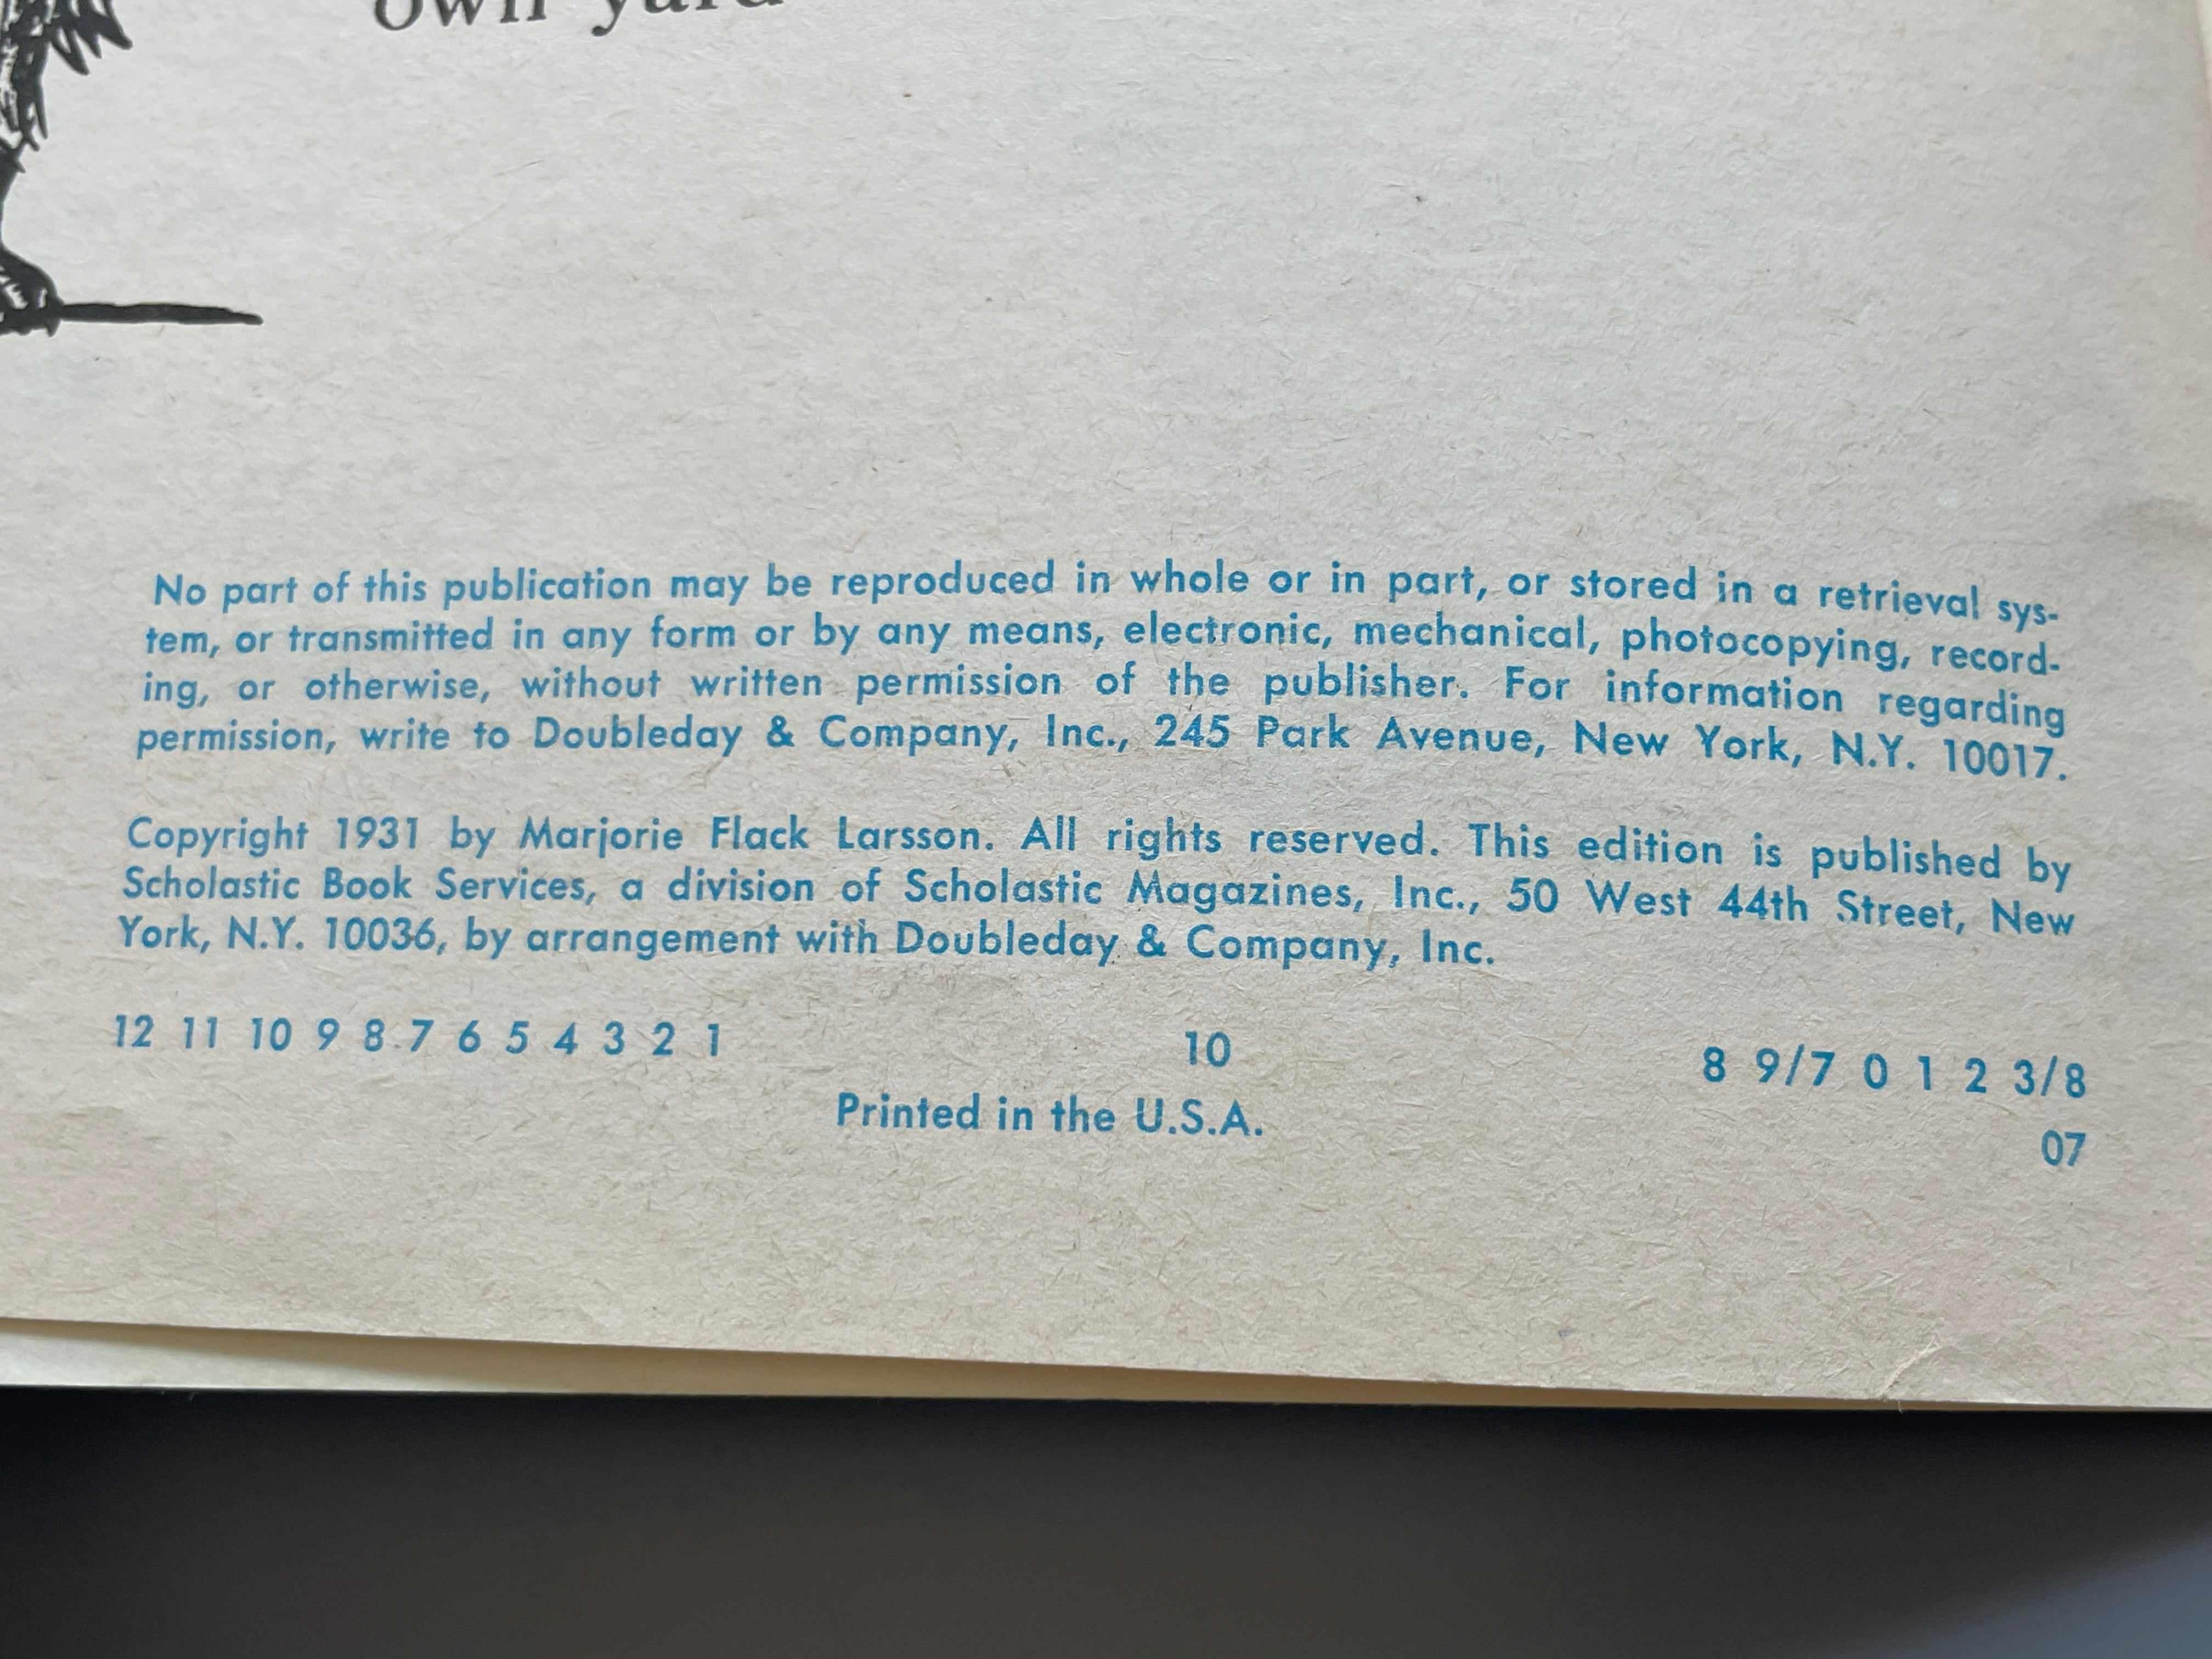 own yard
No part of this publication may be reproduced in whole or in part, or stored in a retrieval sys-
tem, or transmitted in any form or by any means, electronic, mechanical, photocopying, record-
ing, or otherwise, without written permission of the publisher. For information regarding
permission, write to Doubleday & Company, Inc., 245 Park Avenue, New York, N.Y. 10017.
Copyright 1931 by Marjorie Flack Larsson. All rights reserved. This edition is published by
Scholastic Book Services, a division of Scholastic Magazines, Inc., 50 West 44th Street, New
York, N.Y. 10036, by arrangement with Doubleday & Company, Inc.
12 11 10 9 8 7 6 5 4 3 2 1 10 8 9/7 0 1 2 3/8
Printed in the U.S.A.
07